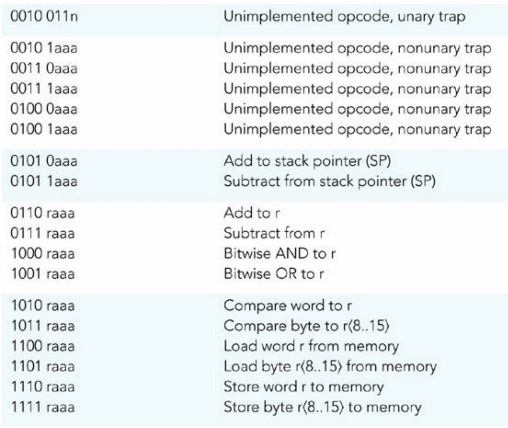 0010 011n Unimplemented opcode, unary trap
0010 1aaa Unimplemented opcode, nonunary trap
0011 0aaa Unimplemented opcode, nonunary trap
0011 1aaa Unimplemented opcode, nonunary trap
0100 0aaa Unimplemented opcode, nonunary trap
0100 1aaa Unimplemented opcode, nonunary trap
0101 0aaa Add to stack pointer (SP)
0101 1aaa Subtract from stack pointer (SP)
0110 raaa Add to r
0111 raaa Subtract from r
1000 raaa Bitwise AND to r
1001 raaa Bitwise OR to r
1010 raaa Compare word to r
1011 raaa Compare byte to r⟨8..15⟩
1100 raaa Load word r from memory
1101 raaa Load byte r⟨8..15⟩ from memory
1110 raaa Store word r to memory
1111 raaa Store byte r⟨8..15⟩ to memory